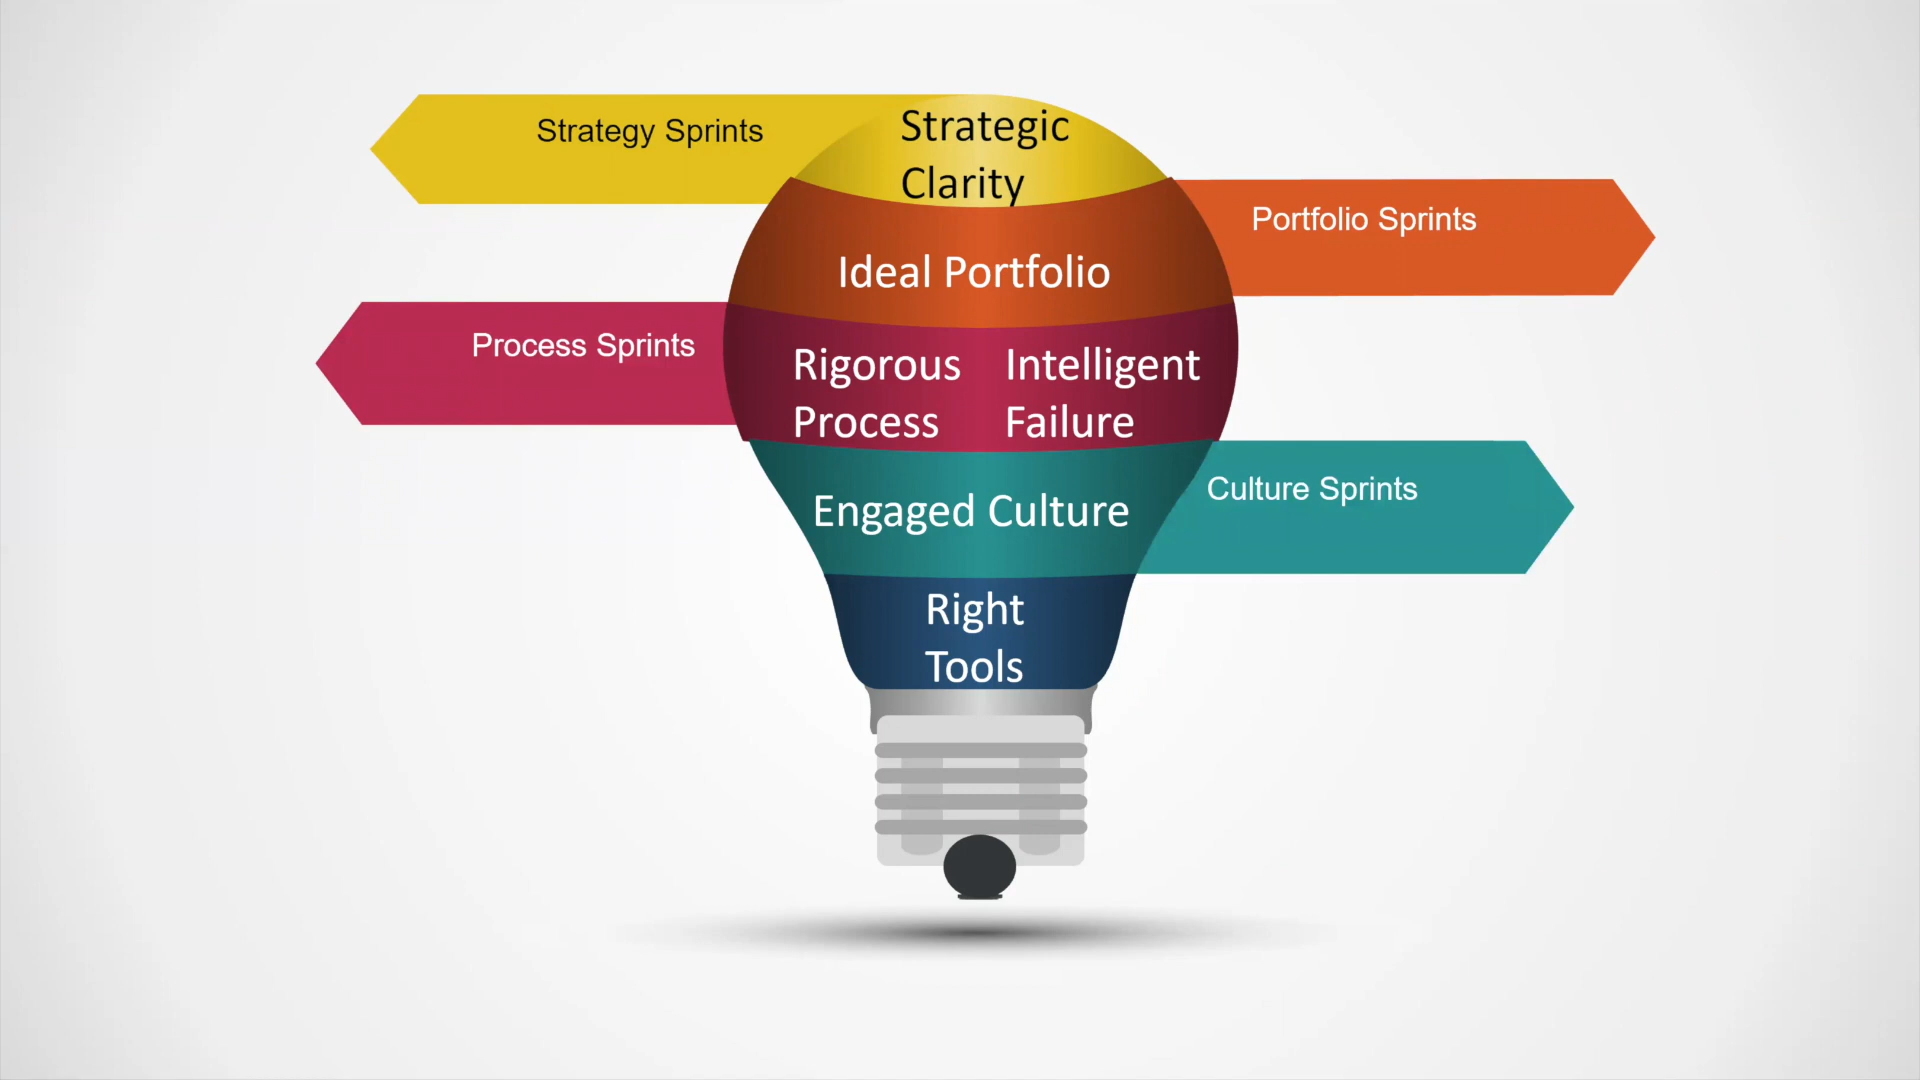 Strategy Sprints
Strategic
Clarity
Portfolio Sprints
Ideal Portfolio
Process Sprints
Rigorous
Process
Intelligent
Failure
Culture Sprints
Engaged Culture
Right
Tools